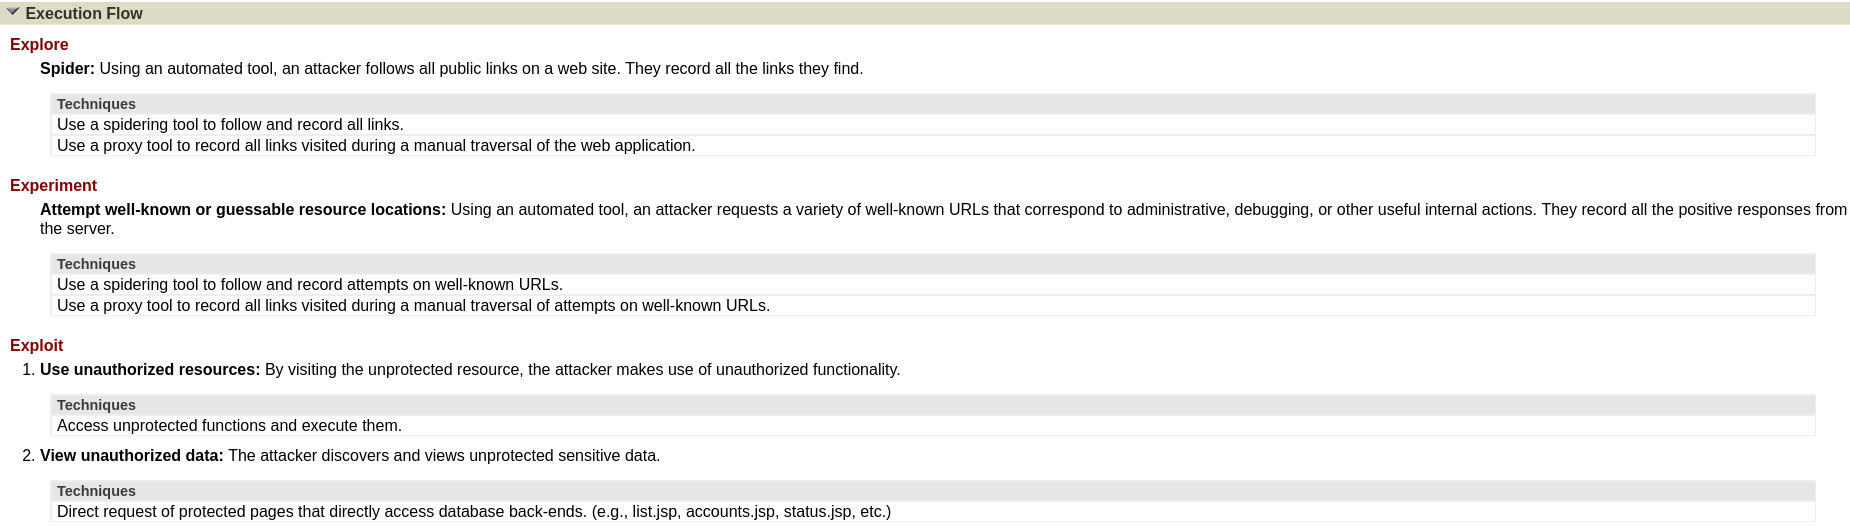 Execution Flow
Explore
Spider: Using an automated tool, an attacker follows all public links on a web site. They record all the links they find.
Techniques
Use a spidering tool to follow and record all links.
Use a proxy tool to record all links visited during a manual traversal of the web application.
Experiment
Attempt well-known or guessable resource locations: Using an automated tool, an attacker requests a variety of well-known URLs that correspond to administrative, debugging, or other useful internal actions. They record all the positive responses from
the server.
Techniques
Use a spidering tool to follow and record attempts on well-known URLs.
Use a proxy tool to record all links visited during a manual traversal of attempts on well-known URLs.
Exploit
1. Use unauthorized resources: By visiting the unprotected resource, the attacker makes use of unauthorized functionality.
Techniques
Access unprotected functions and execute them.
2. View unauthorized data: The attacker discovers and views unprotected sensitive data.
Techniques
Direct request of protected pages that directly access database back-ends. (e.g., list.jsp, accounts.jsp, status.jsp, etc.)